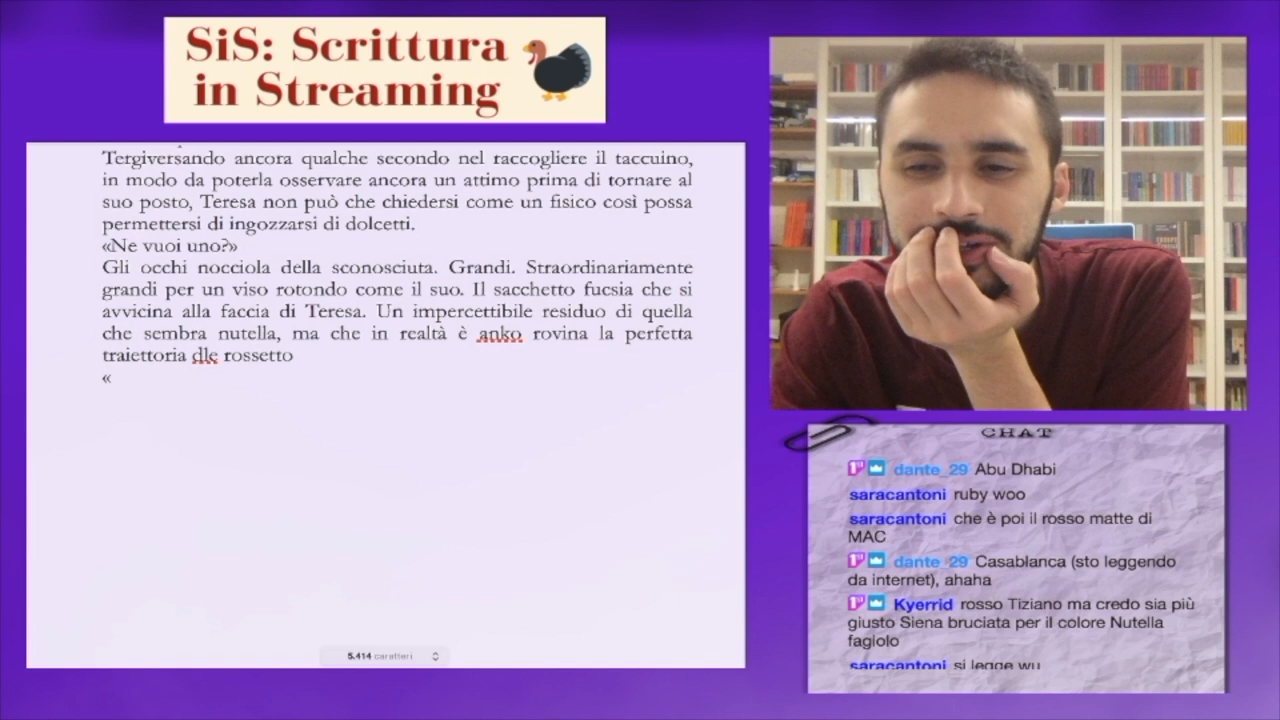 SiS: Scrittura
in Streaming
Tergiversando ancora qualche secondo nel raccogliere il taccuino,
in modo da poterla osservare ancora un attimo prima di tornare al
suo posto, Teresa non può che chiedersi come un fisico così possa
permettersi di ingozzarsi di dolcetti.
«Ne vuoi uno?»
Gli occhi nocciola della sconosciuta. Grandi. Straordinariamente
grandi per un viso rotondo come il suo. Il sacchetto fucsia che si
avvicina alla faccia di Teresa. Un impercettibile residuo di quella
che sembra nutella, ma che in realtà è anko rovina la perfetta
traiettoria dle rossetto
«
5.414 caratteri
CHAT
dante_29 Abu Dhabi
saracantoni ruby woo
saracantoni che è poi il rosso matte di
MAC
dante_29 Casablanca (sto leggendo
da internet), ahaha
Kyerrid rosso Tiziano ma credo sia più
giusto Siena bruciata per il colore Nutella
fagiolo
saracantoni si legge wu